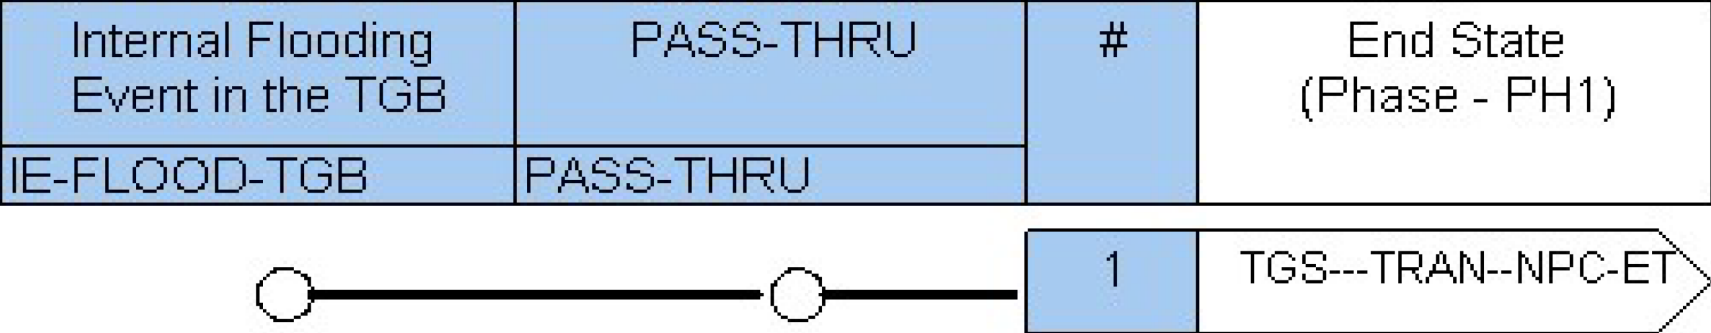 Internal Flooding
Event in the TGB
PASS-THRU
#
End State
(Phase - PH1)
IE-FLOOD-TGB
PASS-THRU
1
TGS---TRAN--NPC-ET